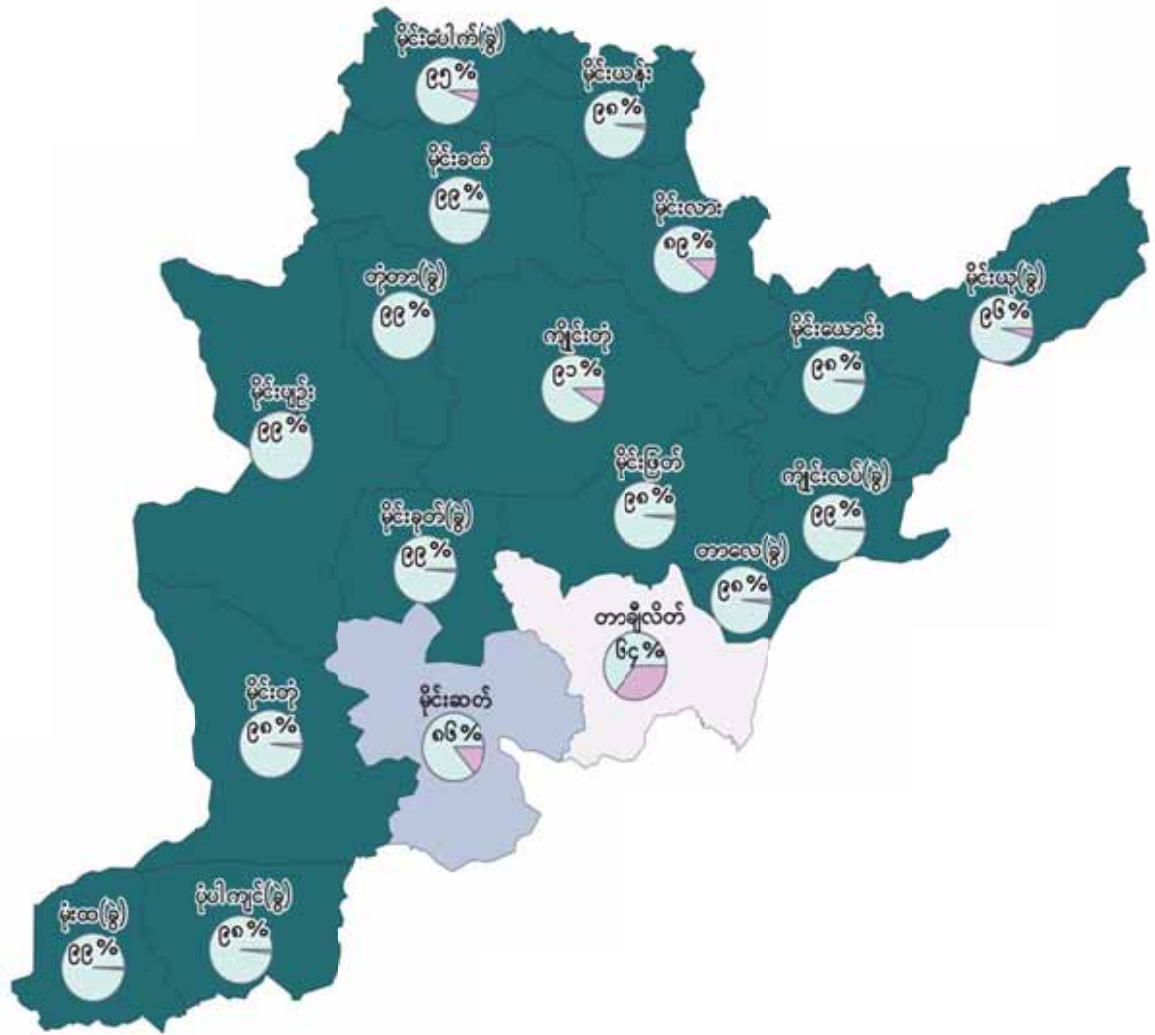 မိုင်းပေါက်(ခွဲ)
၉၅%
မိုင်းယန်း
၉၈%
မိုင်းခတ်
၉၉%
မိုင်းလား
၈၉%
တုံတာ(ခွဲ)
၉၉%
မိုင်းယု(ခွဲ)
၉၆%
ကျိုင်းတုံ
၉၁%
မိုင်းယောင်း
၉၈%
မိုင်းဖျဉ်း
၉၉%
မိုင်းဖြတ်
၉၈%
ကျိုင်းလပ်(ခွဲ)
၉၉%
မိုင်းခုတ်(ခွဲ)
၉၉%
တာလေ(ခွဲ)
၉၈%
တာချီလိတ်
၆၄%
မိုင်းတုံ
၉၈%
မိုင်းဆတ်
၈၆%
မုံးထ(ခွဲ)
၉၉%
ပုံပါကျင်(ခွဲ)
၉၈%